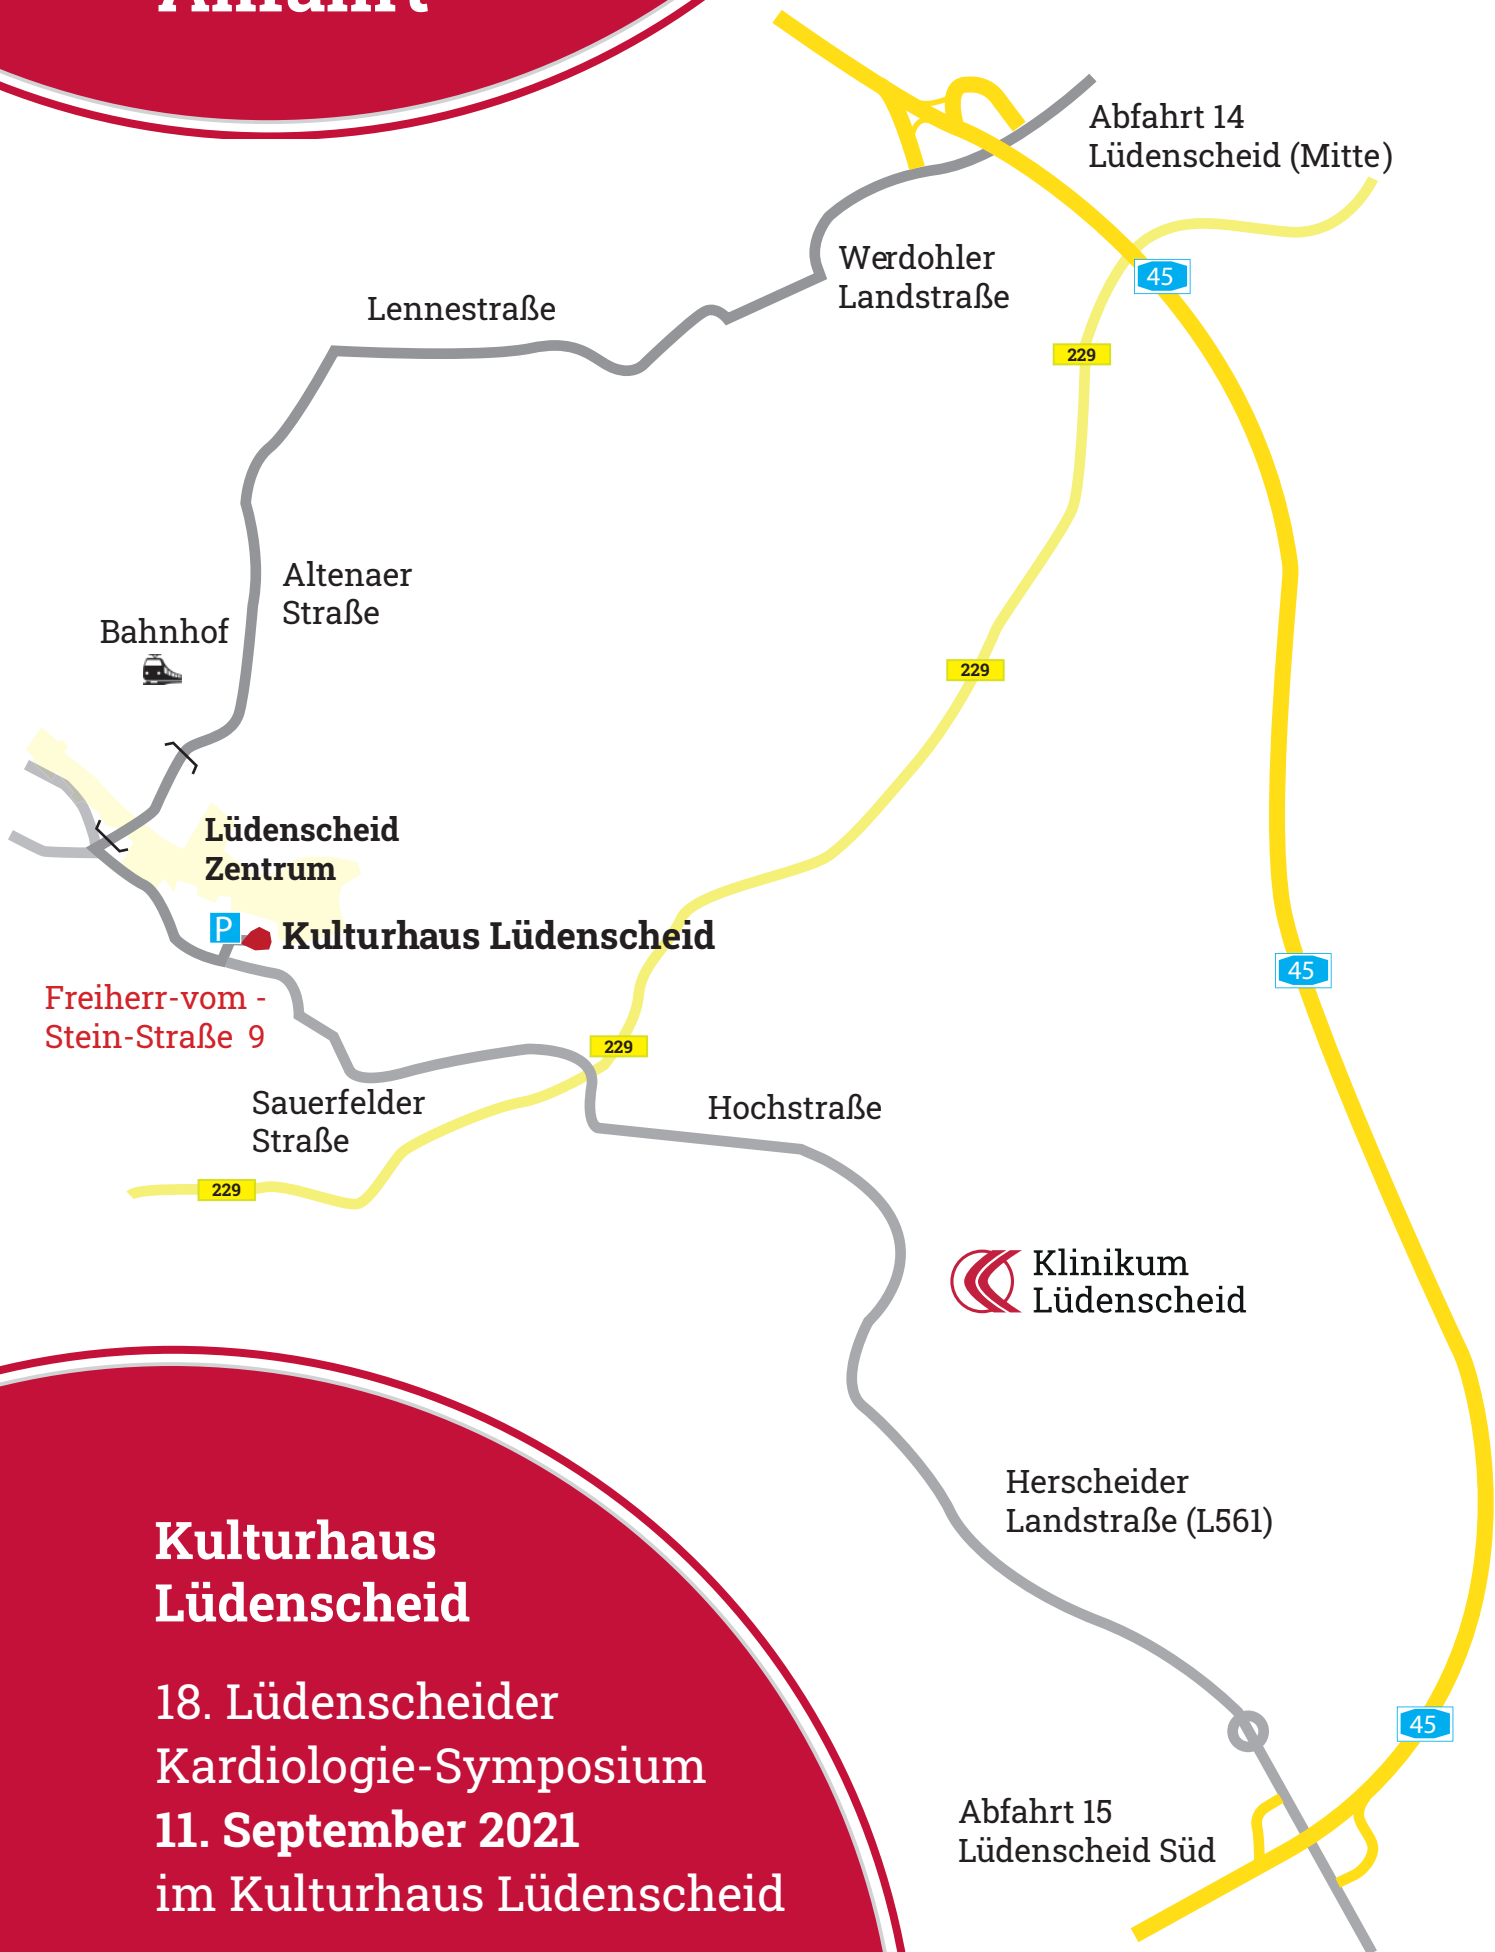 Anfahrt
Abfahrt 14
Lüdenscheid (Mitte)
Werdohler
Landstraße
45
Lennestraße
229
Altenaer
Straße
Bahnhof
229
Lüdenscheid
Zentrum
P
Kulturhaus Lüdenscheid
45
Freiherr-vom -
Stein-Straße 9
229
Sauerfelder
Straße
Hochstraße
229
Klinikum
Lüdenscheid
Herscheider
Landstraße (L561)
Kulturhaus
Lüdenscheid
18. Lüdenscheider
Kardiologie-Symposium
11. September 2021
im Kulturhaus Lüdenscheid
45
Abfahrt 15
Lüdenscheid Süd